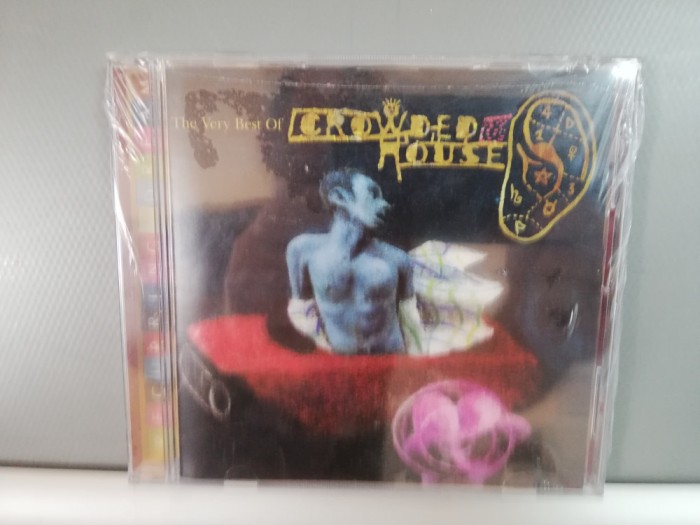 The Very Best Of
CROWDED
HOUSE